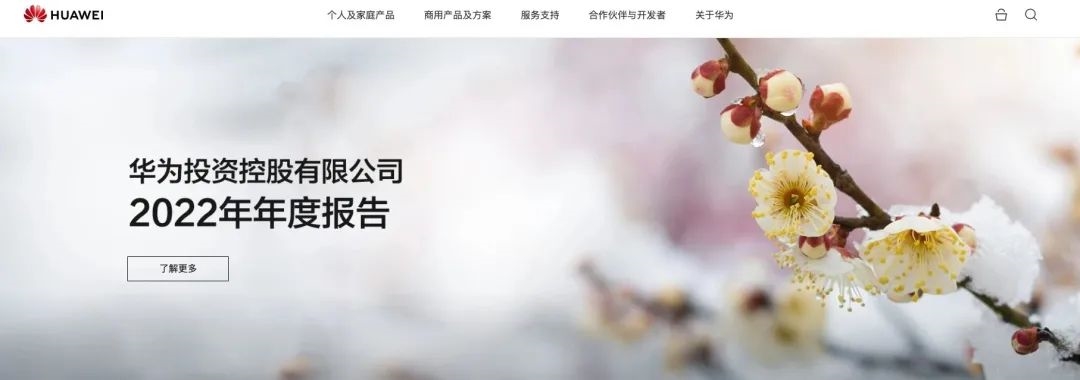 HUAWEI
个人及家庭产品
商用产品及方案
服务支持
合作伙伴与开发者
关于华为
华为投资控股有限公司
2022年年度报告
了解更多